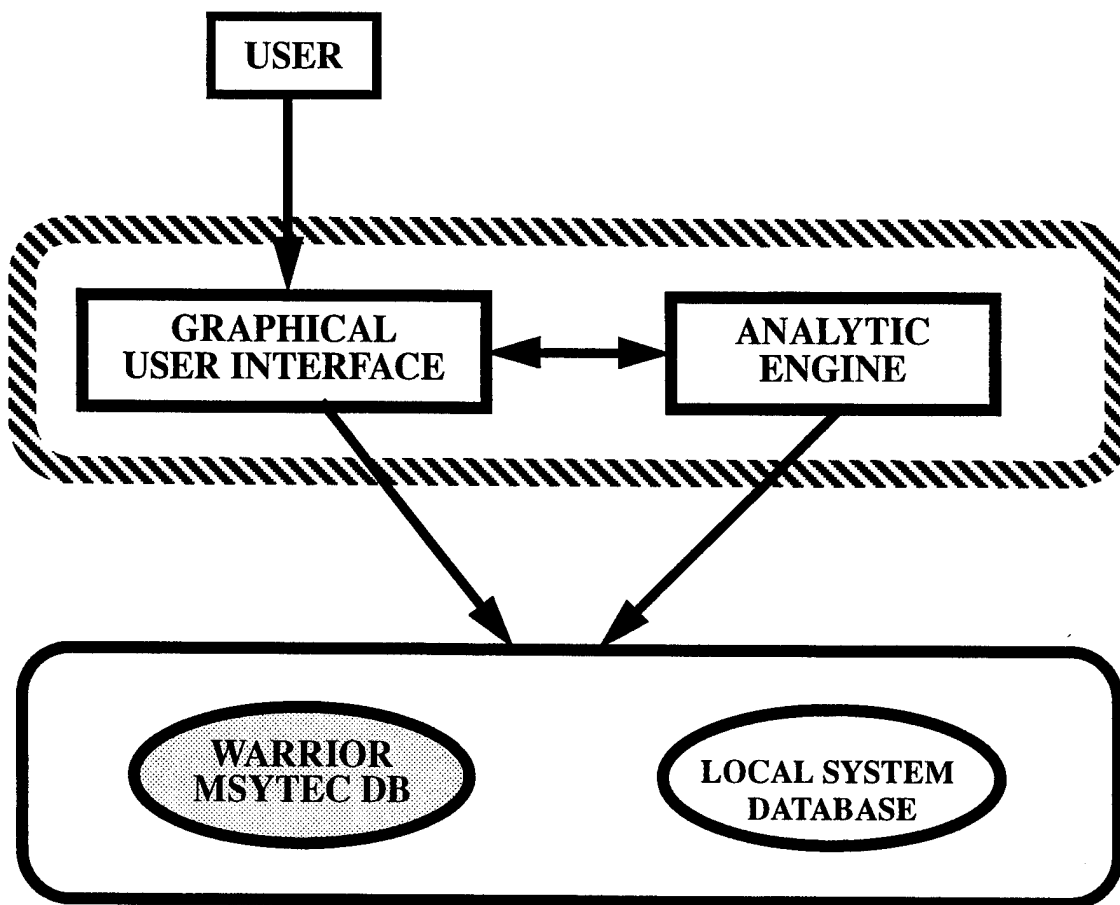 USER
GRAPHICAL
USER INTERFACE
ANALYTIC
ENGINE
WARRIOR
MSYTEC DB
LOCAL SYSTEM
DATABASE